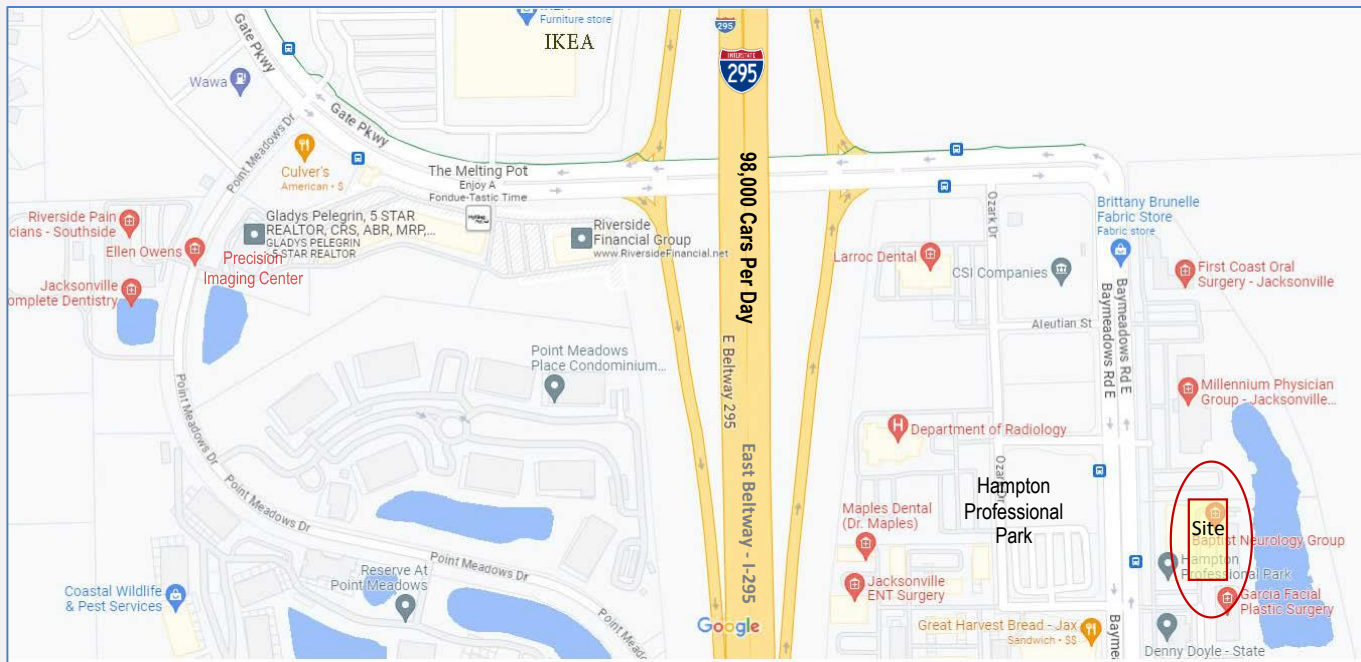 Furniture store
IKEA
295
INTERSTATE
295
Gate Pkwy
Wawa
Gate Pkwy
Point Meadows Dr
Culver's
American • $
The Melting Pot
Enjoy A
Fondue-Tastic Time
98,000 Cars Per Day
Ozark Dr
Brittany Brunelle
Fabric Store
Fabric store
Riverside Pain
cians - Southside
Gladys Pelegrin, 5 STAR
REALTOR, CRS, ABR, MRP,...
GLADYS PELEGRIN
STAR REALTOR
Riverside
Financial Group
www.RiversideFinancial.net
Ellen Owens
Precision
Imaging Center
Larroc Dental
CSI Companies
First Coast Oral
Surgery - Jacksonville
Jacksonville
omplete Dentistry
Baymeadows Rd E
Baymeadows Rd E
Aleutian St
E Beltway 295
Point Meadows
Place Condominium...
Point Meadows Dr
Millennium Physician
Group - Jacksonville...
Department of Radiology
East Beltway - I-295
Ozark Dr
Point Meadows Dr
Hampton
Professional
Park
Maples Dental
(Dr. Maples)
Site
Baptist Neurology Group
Point Meadows Dr
Hampton
Professional Park
Reserve At
Point Meadows
Coastal Wildlife
& Pest Services
Jacksonville
ENT Surgery
Garcia Facial
Plastic Surgery
Google
Great Harvest Bread - Jax
Sandwich • $$
Baymea
Denny Doyle - State